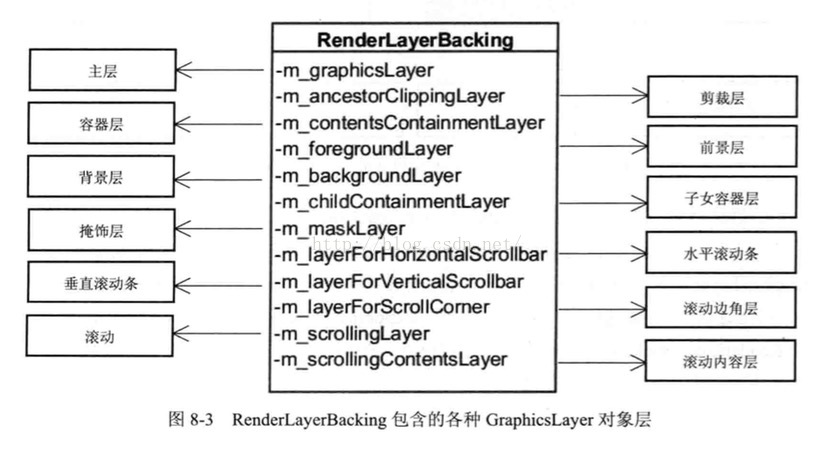 RenderLayerBacking
主层
-m_graphicsLayer
-m_ancestorClippingLayer
剪裁层
容器层
-m_contentsContainmentLayer
-m_foregroundLayer
前景层
背景层
-m_backgroundLayer
-m_childContainmentLayer
子女容器层
掩饰层
-m_maskLayer
http://blog.csdn.net/
-m_layerForHorizontalScrollbar
水平滚动条
垂直滚动条
-m_layerForVerticalScrollbar
-m_layerForScrollCorner
滚动边角层
滚动
-m_scrollingLayer
-m_scrollingContentsLayer
滚动内容层
图 8-3 RenderLayerBacking 包含的各种 GraphicsLayer 对象层